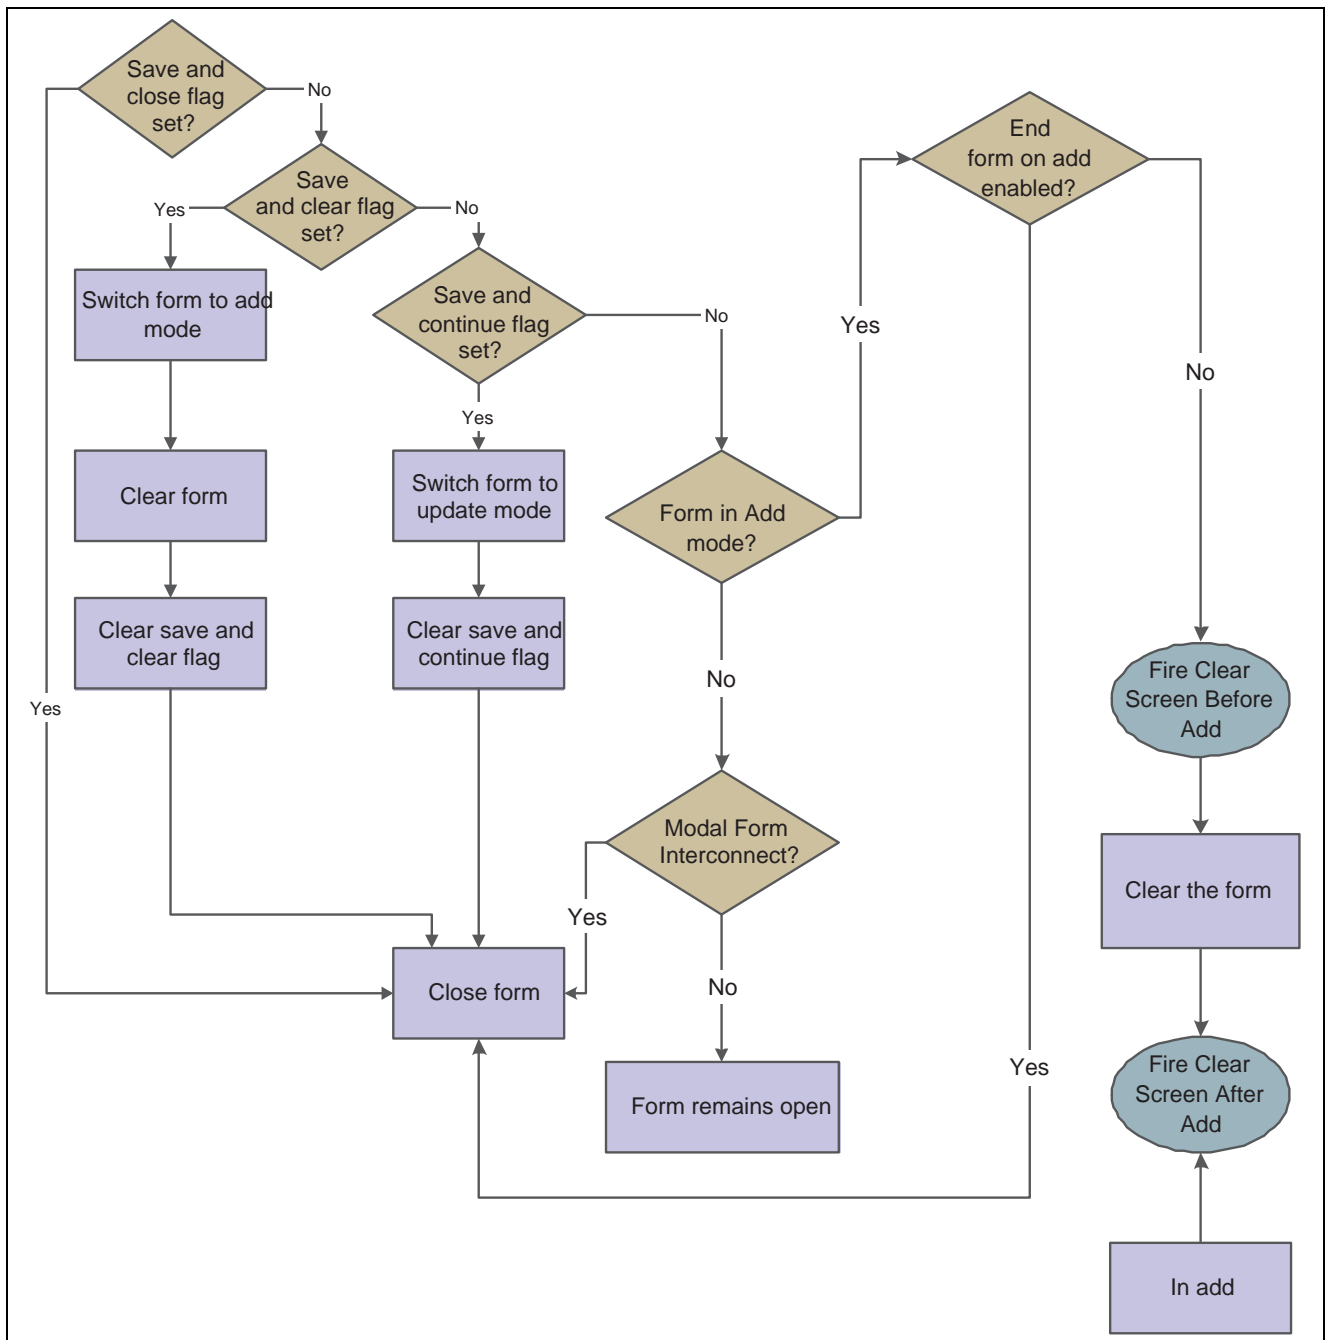 Save and
close flag
set?
No
End
form on add
enabled?
Save
and clear flag
set?
Yes
No
Switch form to add
mode
Save and
continue flag
set?
No
Yes
No
Yes
Clear form
Switch form to
update mode
Form in Add
mode?
Clear save and
clear flag
Clear save and
continue flag
No
Yes
Fire Clear
Screen Before
Add
Modal Form
Interconnect?
Clear the form
Yes
Close form
No
Form remains open
Yes
Fire Clear
Screen After
Add
In add